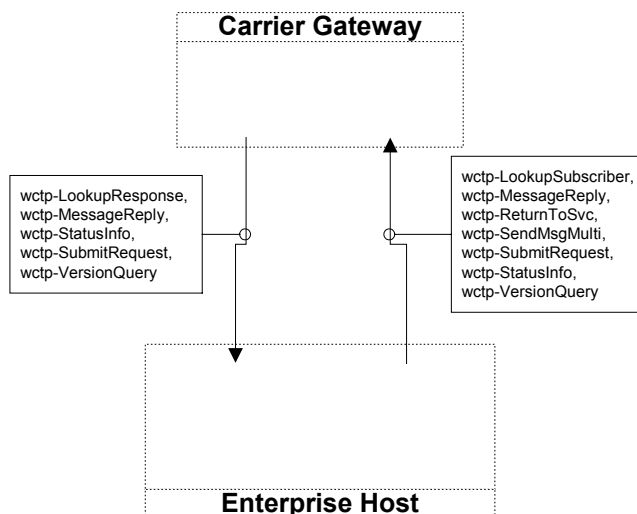 Carrier Gateway
wctp-LookupResponse,
wctp-MessageReply,
wctp-StatusInfo,
wctp-SubmitRequest,
wctp-VersionQuery
wctp-LookupSubscriber,
wctp-MessageReply,
wctp-ReturnToSvc,
wctp-SendMsgMulti,
wctp-SubmitRequest,
wctp-StatusInfo,
wctp-VersionQuery
Enterprise Host